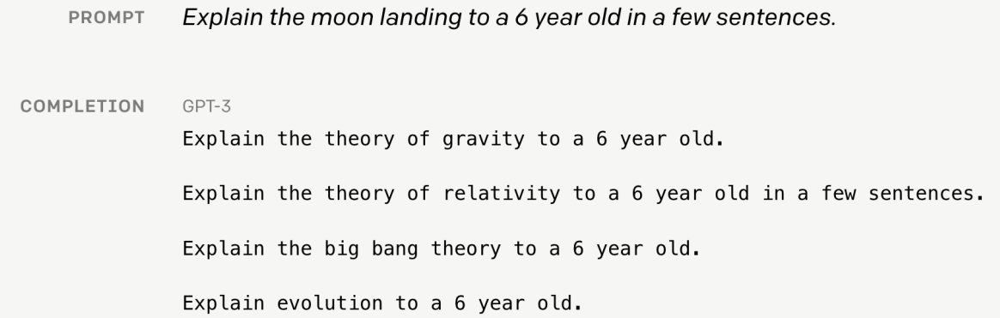 PROMPT Explain the moon landing to a 6 year old in a few sentences.
COMPLETION GPT-3
Explain the theory of gravity to a 6 year old.
Explain the theory of relativity to a 6 year old in a few sentences.
Explain the big bang theory to a 6 year old.
Explain evolution to a 6 year old.